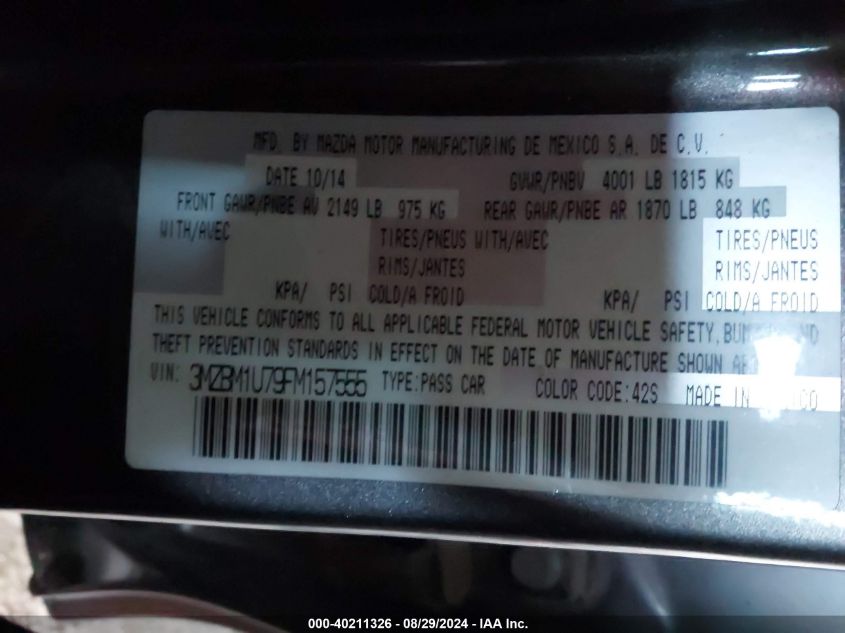 MFD. BY MAZDA MOTOR MANUFACTURING DE MEXICO S.A. DE C.V.
DATE 10/14 GVWR/PNBV 4001 LB 1815 KG
FRONT GAWR/PNBE AV 2149 LB 975 KG REAR GAWR/PNBE AR 1870 LB 848 KG
WITH/AVEC TIRES/PNEUS WITH/AVEC TIRES/PNEUS
RIMS/JANTES RIMS/JANTES
KPA/ PSI COLD/A FROID KPA/ PSI COLD/A FROID
THIS VEHICLE CONFORMS TO ALL APPLICABLE FEDERAL MOTOR VEHICLE SAFETY, AND
THEFT PREVENTION STANDARDS IN EFFECT ON THE DATE OF MANUFACTURE SHOWN
VIN: 3MZBM1U79FM157555 TYPE:PASS CAR COLOR CODE:42S MADE IN MEXICO
000-40211326 - 08/29/2024 - IAA Inc.